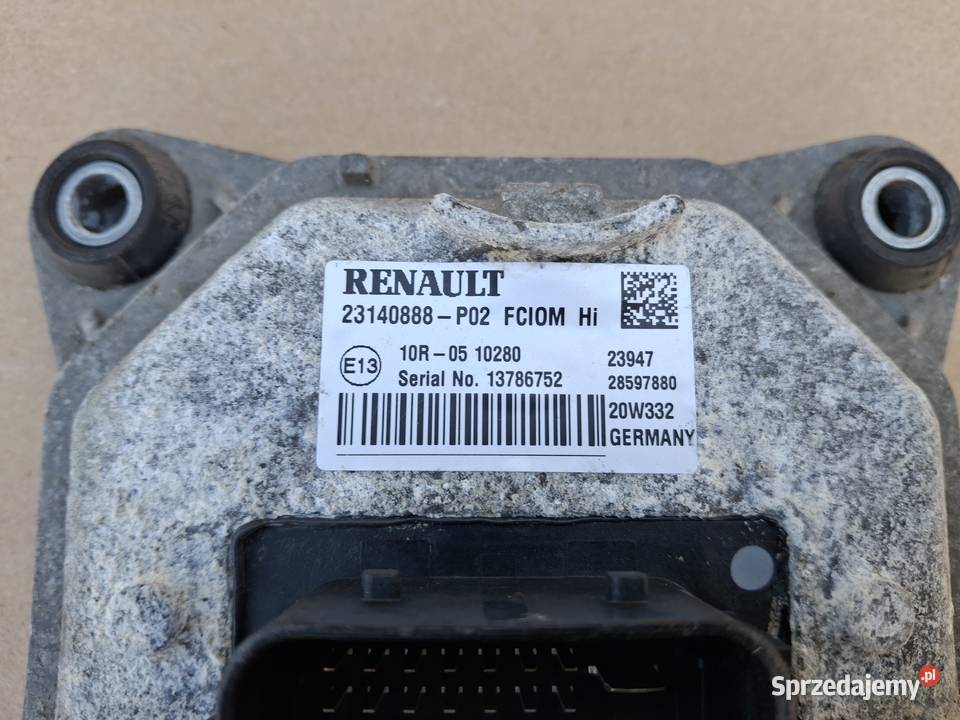 RENAULT
23140888-P02 FCIOM Hi
E13
10R-05 10280
23947
Serial No. 13786752
28597880
20W332
GERMANY
Sprzedajemy.pl